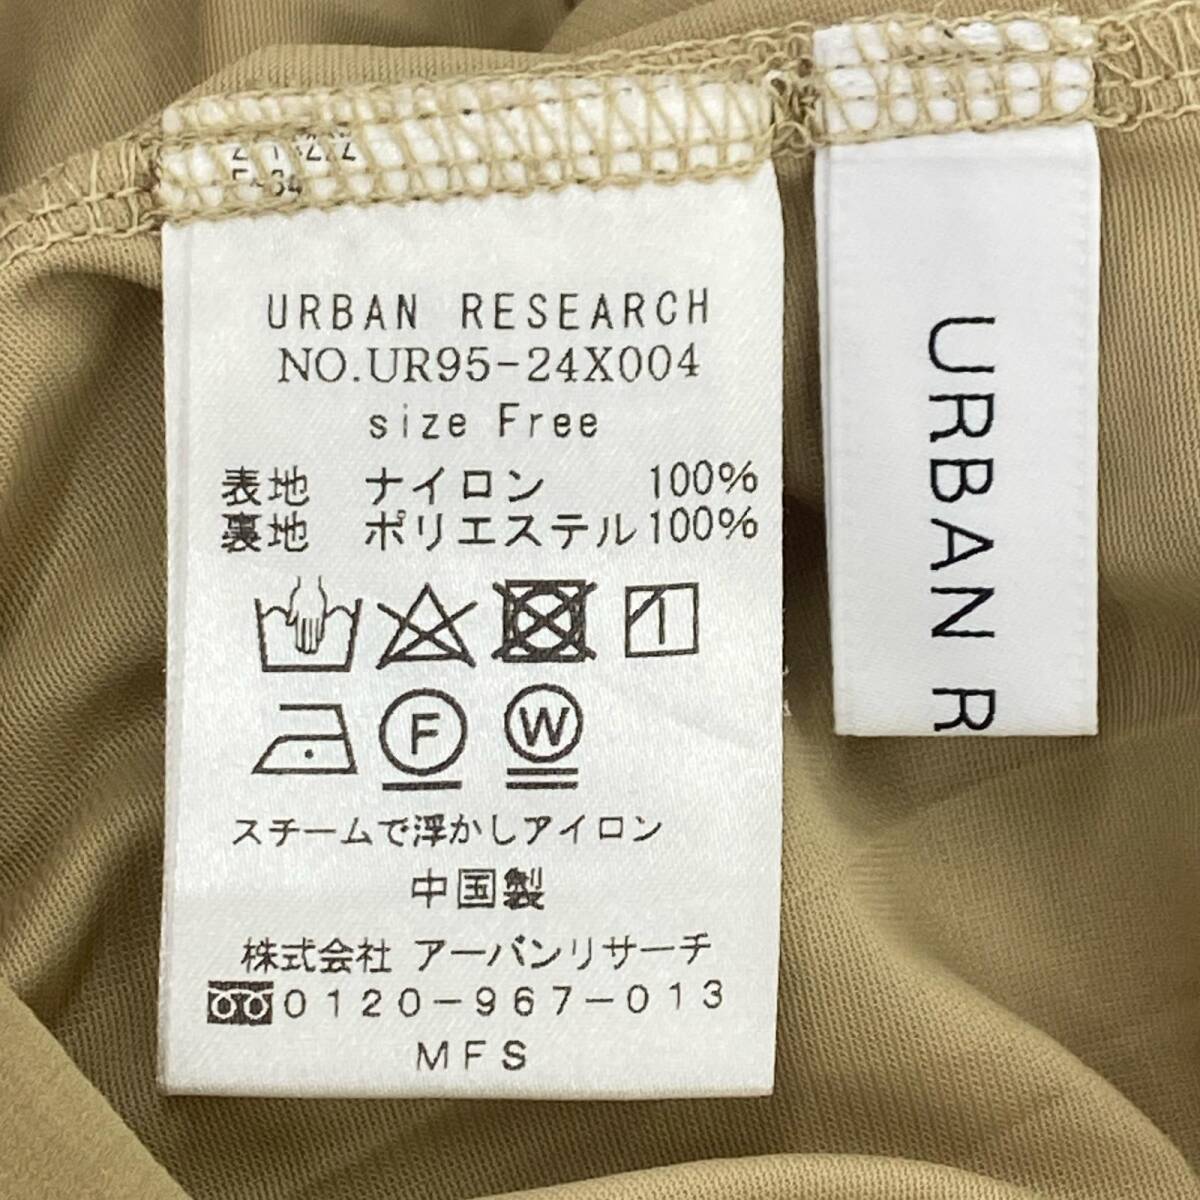 URBAN RESEARCH
NO.UR95-24X004
size Free
表地 ナイロン 100%
裏地 ポリエステル100%
F
W
スチームで浮かしアイロン
中国製
株式会社 アーバンリサーチ
0120-967-013
MFS
URBAN R